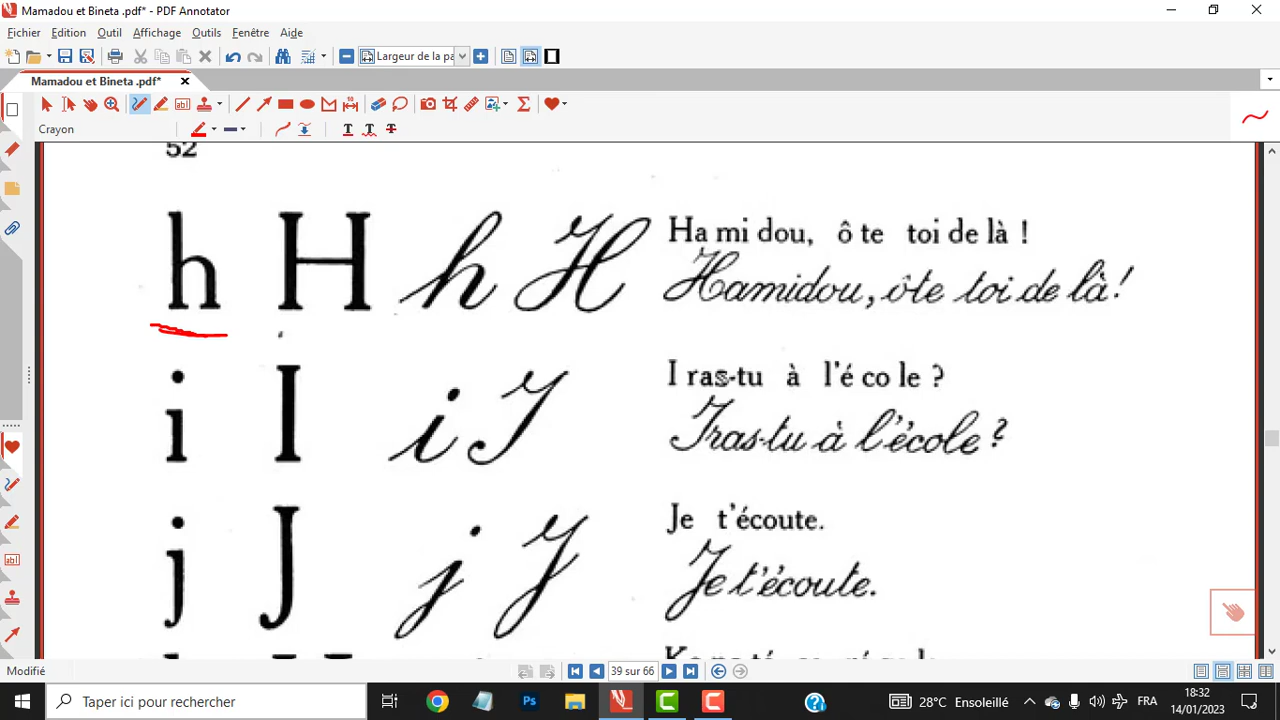 Mamadou et Bineta .pdf* - PDF Annotator
Fichier Edition Outil Affichage Outils Fenêtre Aide
Largeur de la pa
Mamadou et Bineta .pdf*
Crayon
52
h H h H Ha mi dou, ô te toi de là !
Hamidou, ôte toi de là !
i I i I I ras-tu à l'é co le ?
Iras-tu à l'école ?
j J j J Je t'écoute.
Je t'écoute.
Modifié
39 sur 66
Taper ici pour rechercher
28°C Ensoleillé
FRA
18:32
14/01/2023